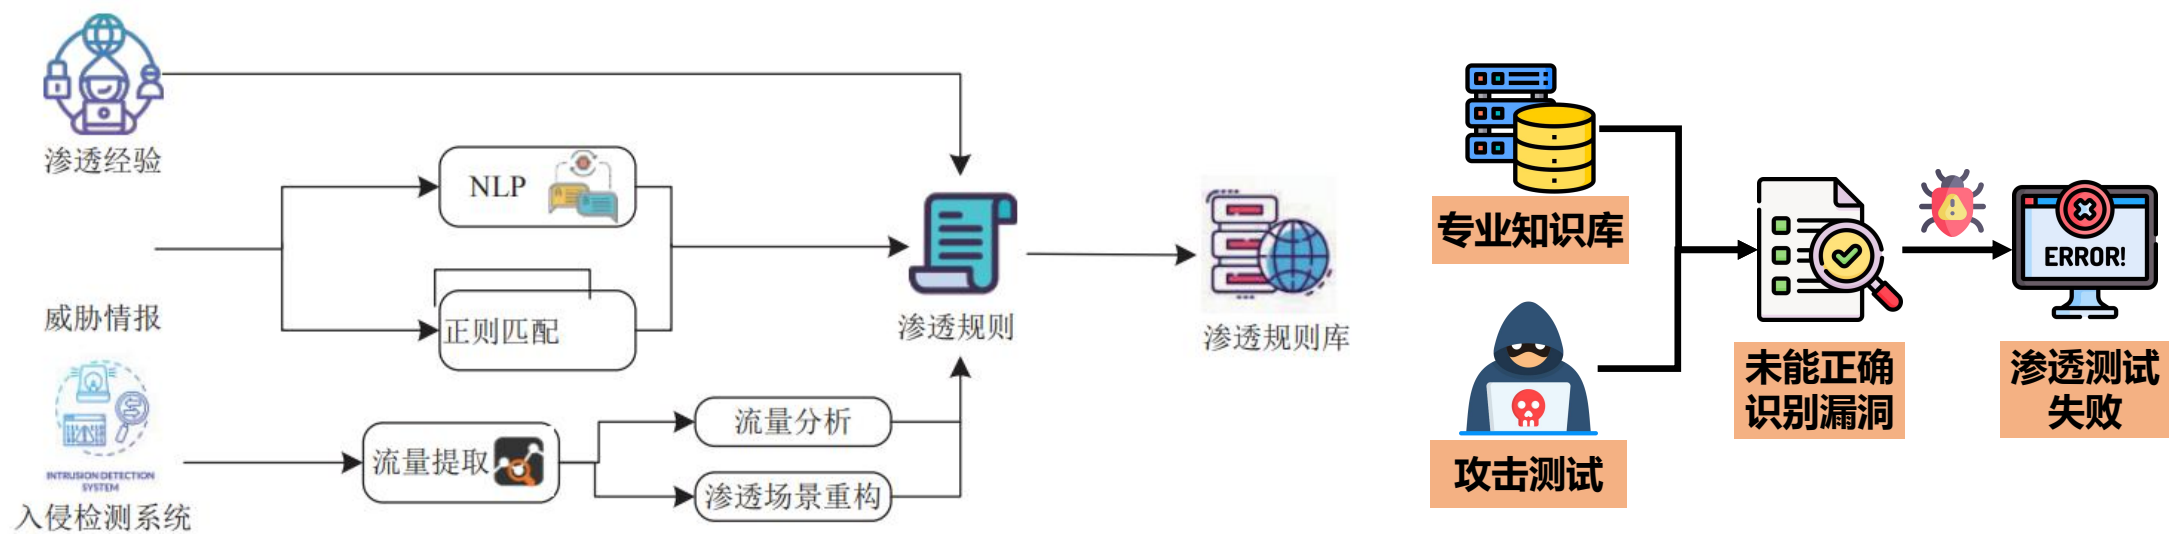 渗透经验
NLP
威胁情报
正则匹配
渗透规则
渗透规则库
INTRUSION DETECTION
SYSTEM
入侵检测系统
流量提取
流量分析
渗透场景重构
专业知识库
攻击测试
未能正确
识别漏洞
ERROR!
渗透测试
失败